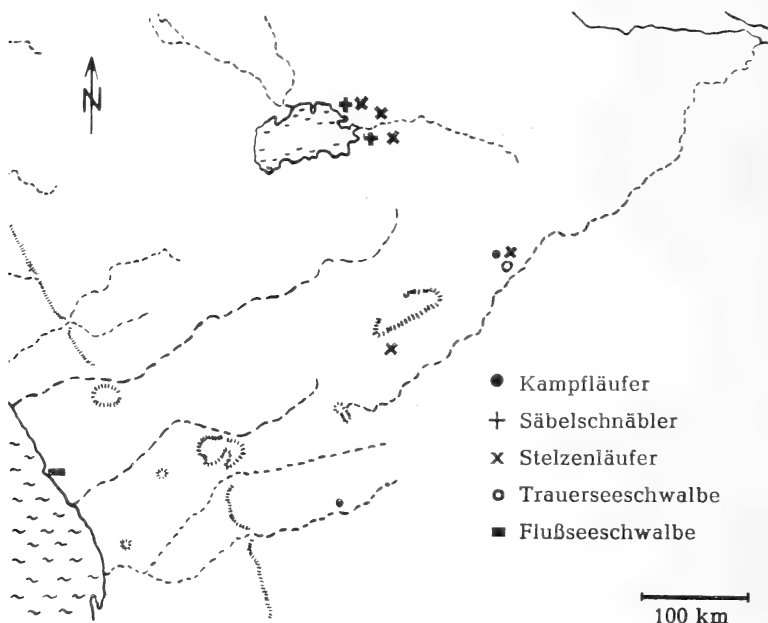 N
Kampfläufer
Säbelschnäbler
Stelzenläufer
Trauerseeschwalbe
Flußseeschwalbe
100 km